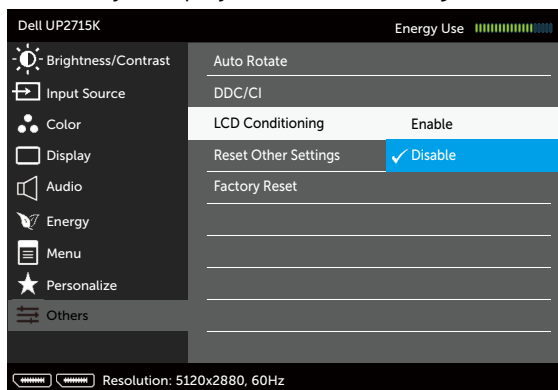 Dell UP2715K
Energy Use
Brightness/Contrast
Input Source
Color
Display
Audio
Energy
Menu
Personalize
Others
Auto Rotate
DDC/CI
LCD Conditioning
Enable
Reset Other Settings
Disable
Factory Reset
Resolution: 5120x2880, 60Hz